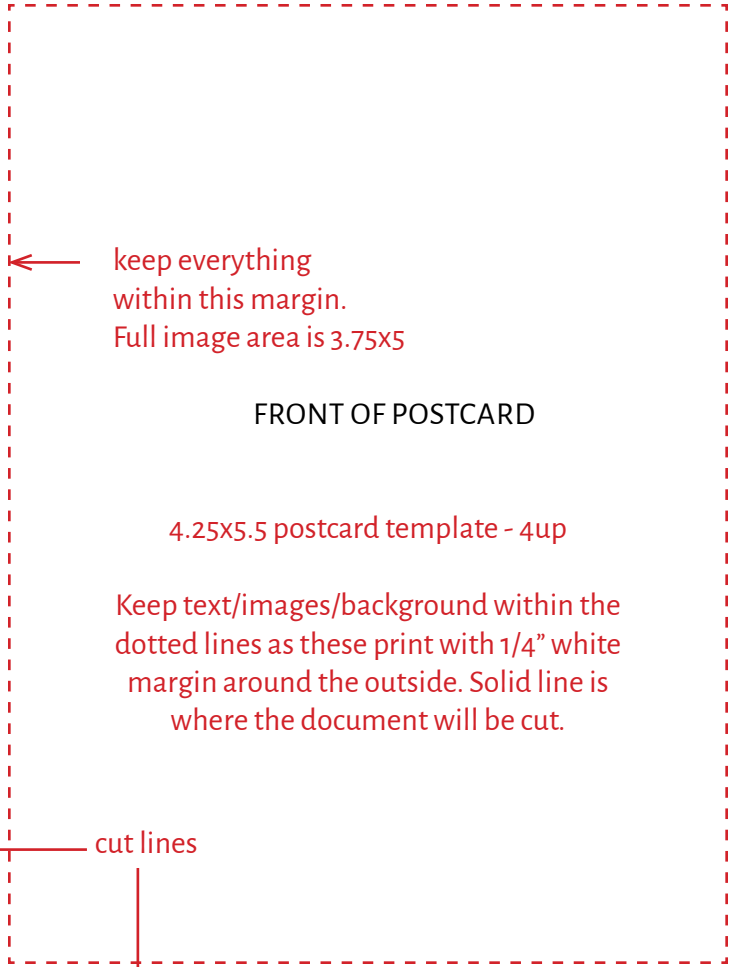 keep everything
within this margin.
Full image area is 3.75x5
FRONT OF POSTCARD
4.25x5.5 postcard template - 4up
Keep text/images/background within the
dotted lines as these print with 1/4” white
margin around the outside. Solid line is
where the document will be cut.
cut lines